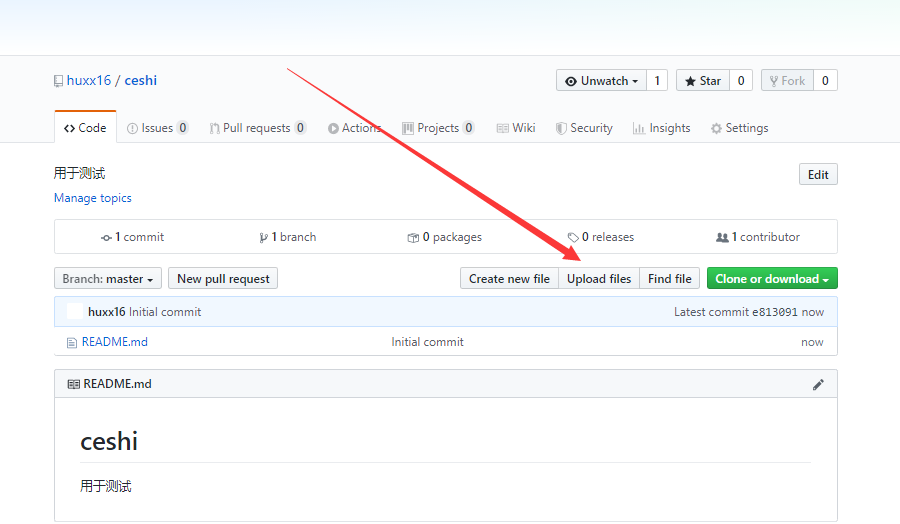 huxx16 / ceshi
Unwatch 1 Star 0 Fork 0
Code Issues 0 Pull requests 0 Actions Projects 0 Wiki Security Insights Settings
用于测试
Edit
Manage topics
1 commit 1 branch 0 packages 0 releases 1 contributor
Branch: master New pull request Create new file Upload files Find file Clone or download
huxx16 Initial commit Latest commit e813091 now
README.md Initial commit now
README.md
ceshi
用于测试